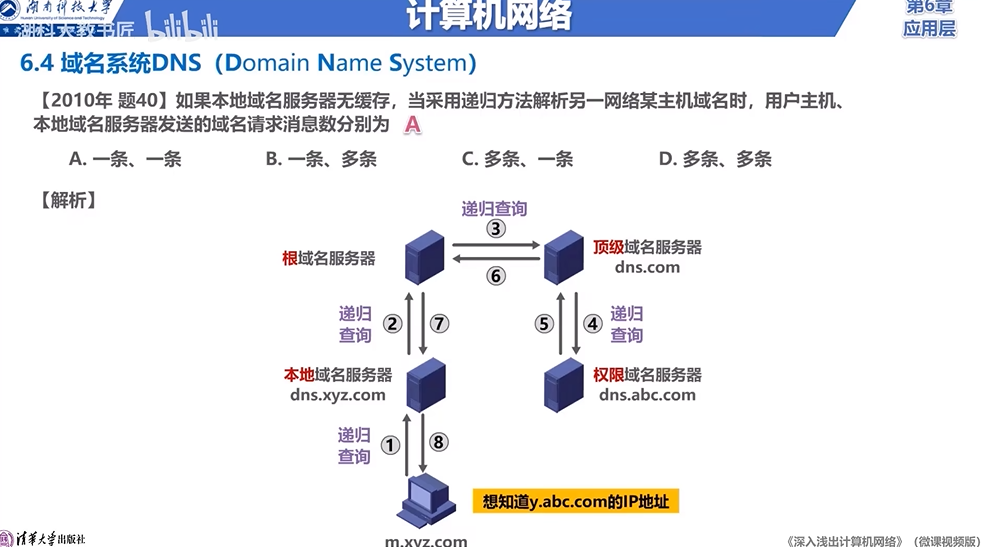 湖南科技大学
Hunan University of Science and Technology
湖科大教书匠 bilibili
计算机网络
第6章
应用层
6.4 域名系统DNS（Domain Name System）
【2010年 题40】如果本地域名服务器无缓存，当采用递归方法解析另一网络某主机域名时，用户主机、
本地域名服务器发送的域名请求消息数分别为 A
A. 一条、一条 B. 一条、多条 C. 多条、一条 D. 多条、多条
【解析】
递归查询
③
根域名服务器
顶级域名服务器
dns.com
⑥
递归
查询
② ⑦
⑤ ④
递归
查询
本地域名服务器
dns.xyz.com
权限域名服务器
dns.abc.com
递归
查询
① ⑧
想知道y.abc.com的IP地址
m.xyz.com
清华大学出版社
《深入浅出计算机网络》（微课视频版）